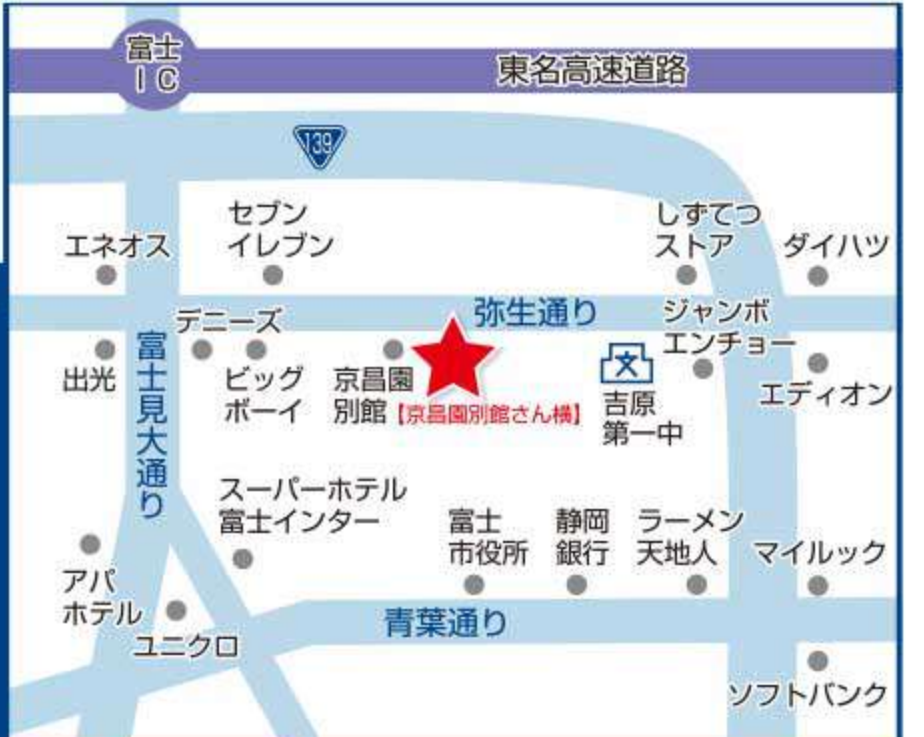 富士
IC
東名高速道路
139
エネオス
セブン
イレブン
しずてつ
ストア
ダイハツ
弥生通り
デニーズ
出光
富士見大通り
ビッグ
ボーイ
京昌園
別館
【京昌園別館さん横】
文
吉原
第一中
ジャンボ
エンチョー
エディオン
スーパーホテル
富士インター
富士
市役所
静岡
銀行
ラーメン
天地人
マイルック
アパ
ホテル
ユニクロ
青葉通り
ソフトバンク